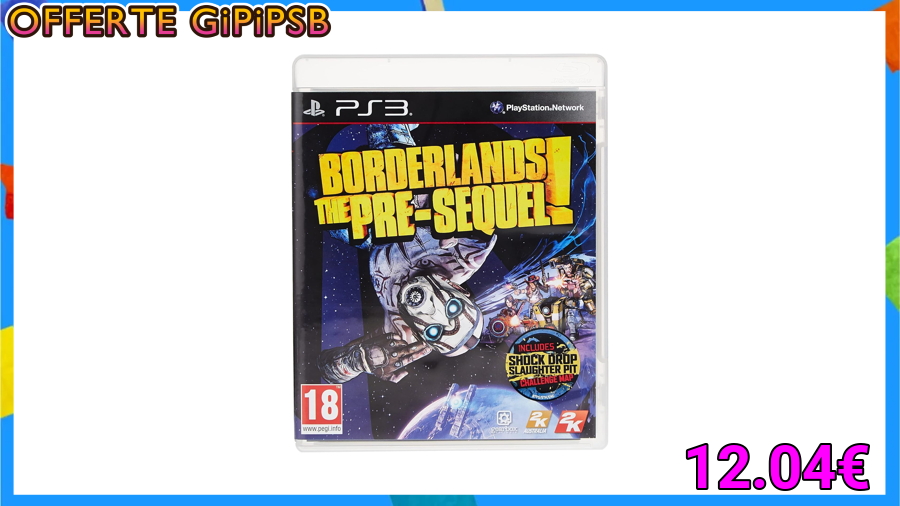 OFFERTE GiPiPSB
PS3.
PlayStation®Network
BORDERLANDS
THE PRE-SEQUEL!
INCLUDES
SHOCK DROP
SLAUGHTER PIT
CHALLENGE MAP
18
www.pegi.info
gearbox
2K
AUSTRALIA
2K
12.04€